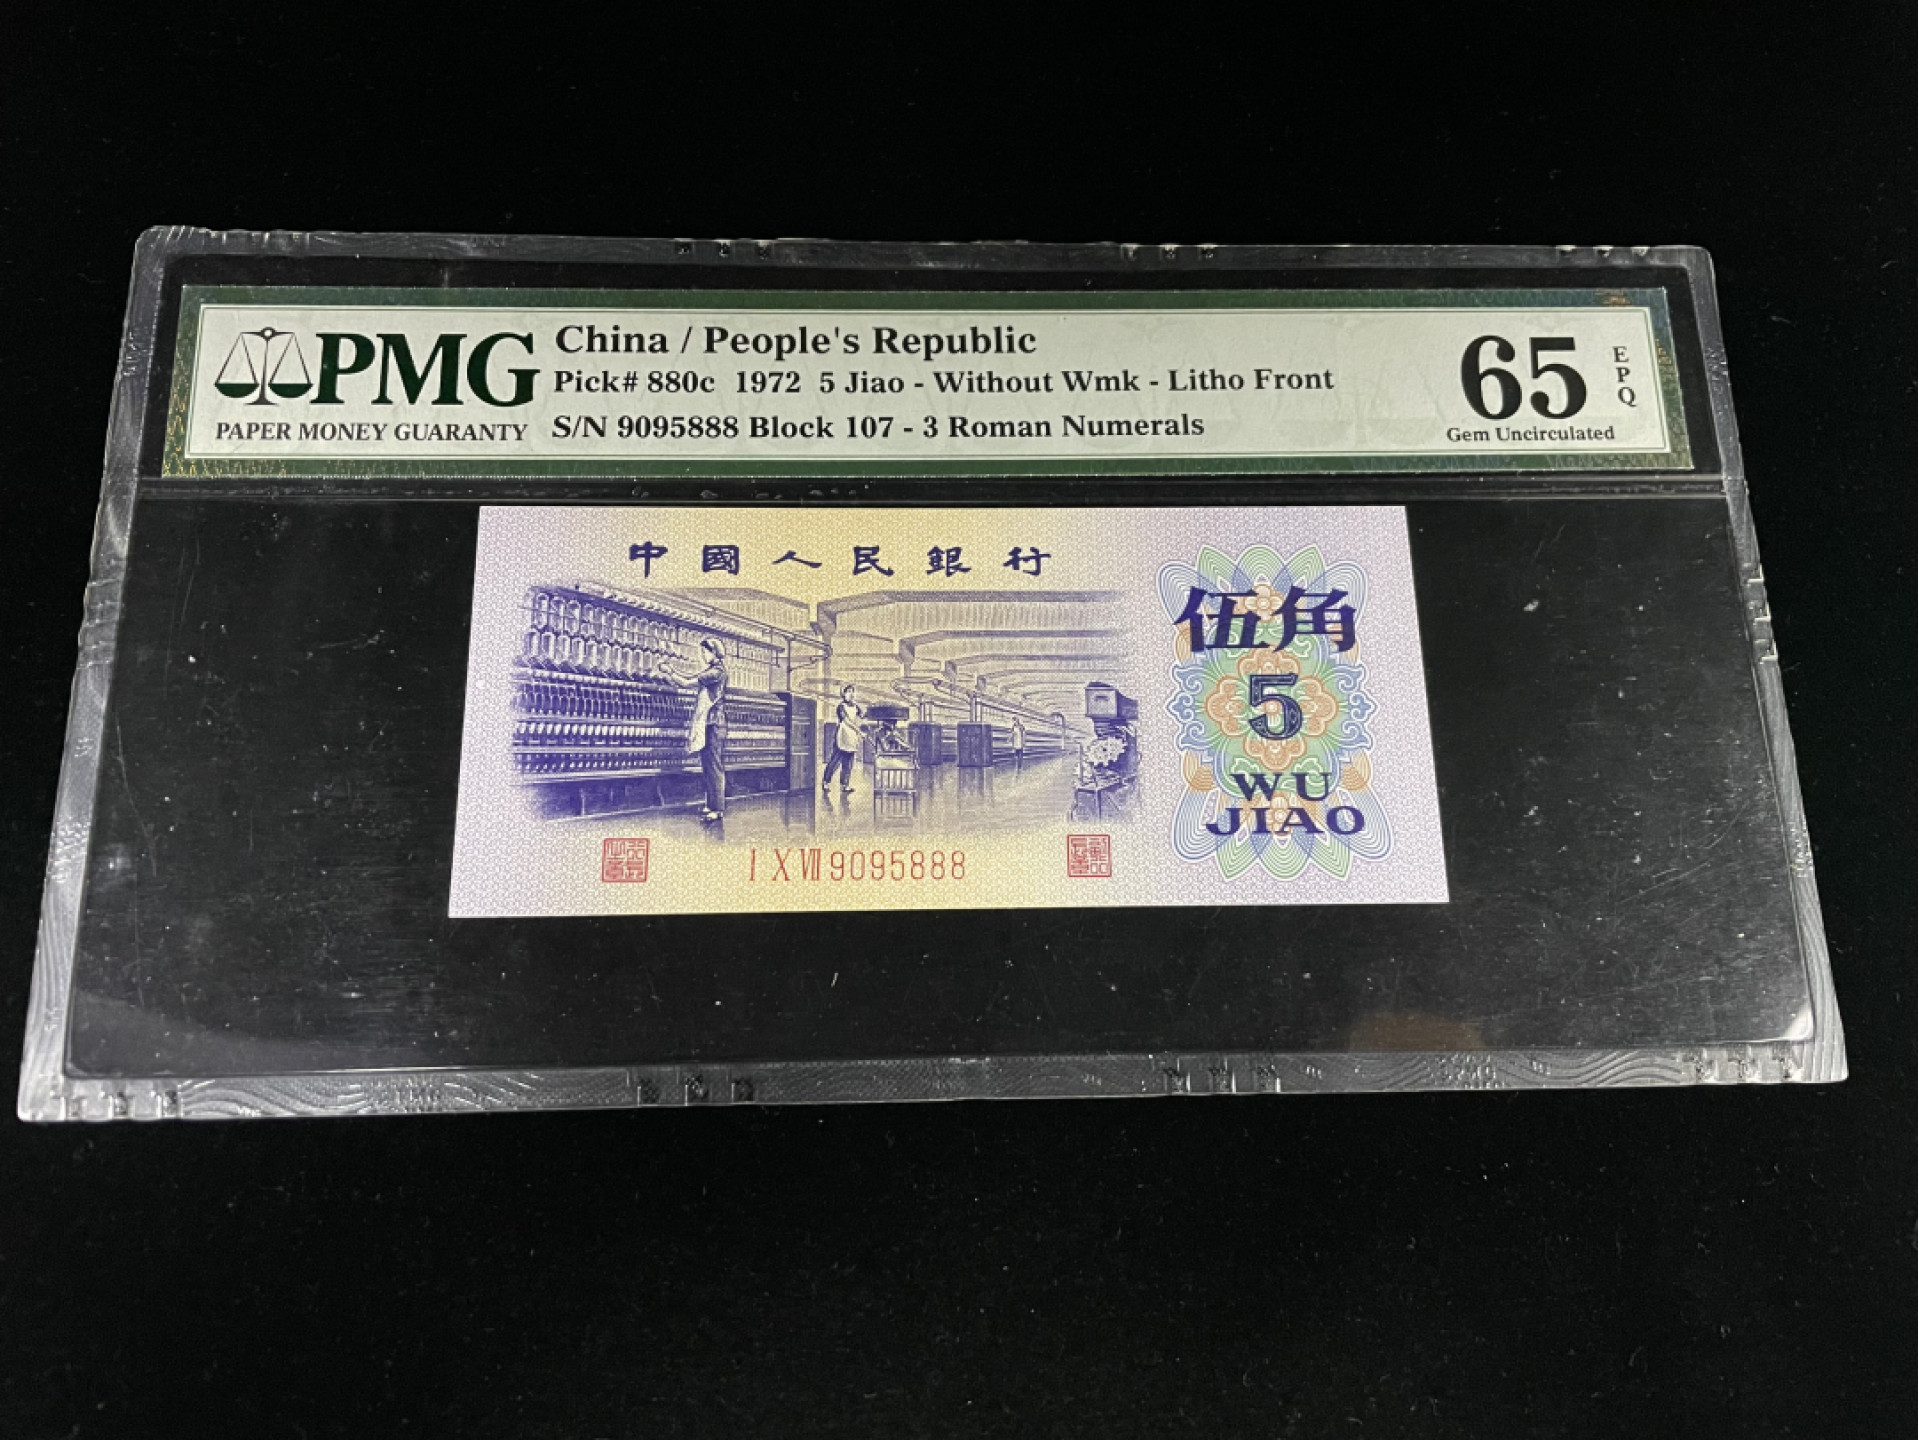 PMG
PAPER MONEY GUARANTY
China / People's Republic
Pick# 880c 1972 5 Jiao - Without Wmk - Litho Front
S/N 9095888 Block 107 - 3 Roman Numerals
65
EPQ
Gem Uncirculated
中國人民銀行
伍角
5
WU
JIAO
I X VII 9095888